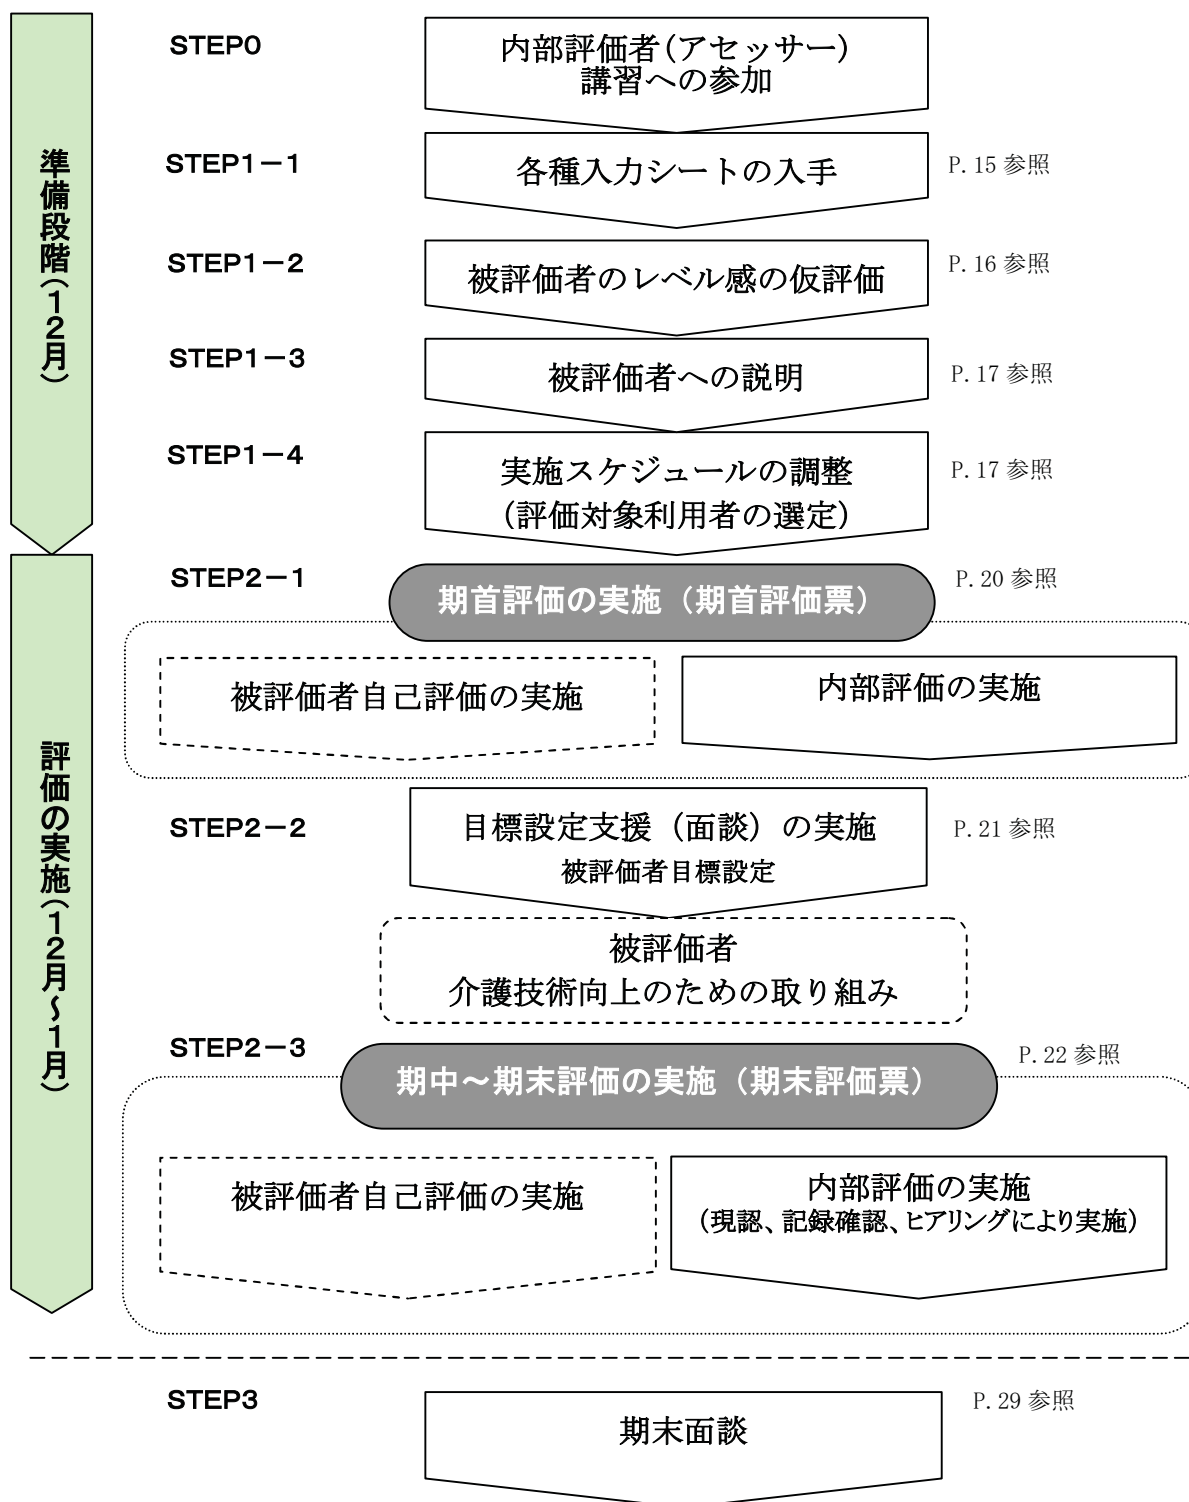 準備段階（１２月）
STEP0
内部評価者（アセッサー）
講習への参加
STEP1－1
各種入力シートの入手
P. 15 参照
STEP1－2
被評価者のレベル感の仮評価
P. 16 参照
STEP1－3
被評価者への説明
P. 17 参照
STEP1－4
実施スケジュールの調整
（評価対象利用者の選定）
P. 17 参照
評価の実施（１２月～１月）
STEP2－1
期首評価の実施（期首評価票）
P. 20 参照
被評価者自己評価の実施
内部評価の実施
STEP2－2
目標設定支援（面談）の実施
被評価者目標設定
P. 21 参照
被評価者
介護技術向上のための取り組み
STEP2－3
期中～期末評価の実施（期末評価票）
P. 22 参照
被評価者自己評価の実施
内部評価の実施
（現認、記録確認、ヒアリングにより実施）
STEP3
期末面談
P. 29 参照